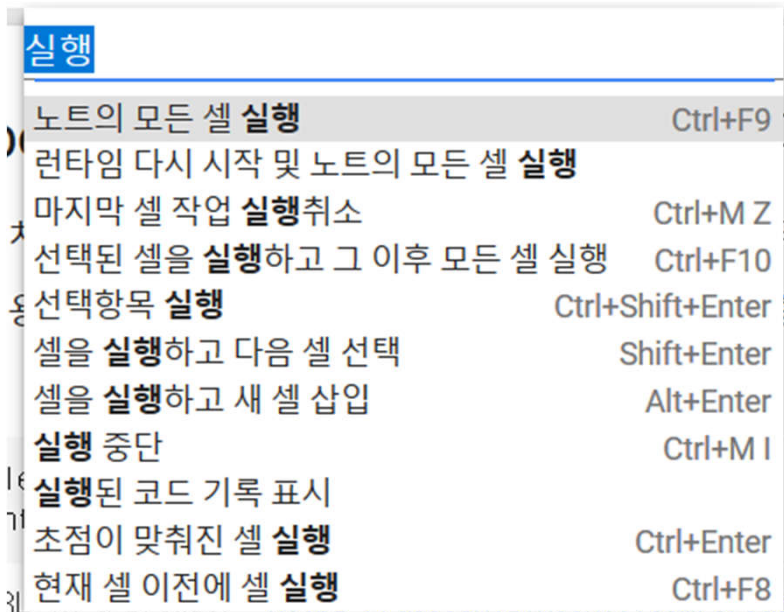 실행
노트의 모든 셀 실행 Ctrl+F9
런타임 다시 시작 및 노트의 모든 셀 실행
마지막 셀 작업 실행취소 Ctrl+M Z
선택된 셀을 실행하고 그 이후 모든 셀 실행 Ctrl+F10
선택항목 실행 Ctrl+Shift+Enter
셀을 실행하고 다음 셀 선택 Shift+Enter
셀을 실행하고 새 셀 삽입 Alt+Enter
실행 중단 Ctrl+M I
실행된 코드 기록 표시
초점이 맞춰진 셀 실행 Ctrl+Enter
현재 셀 이전에 셀 실행 Ctrl+F8